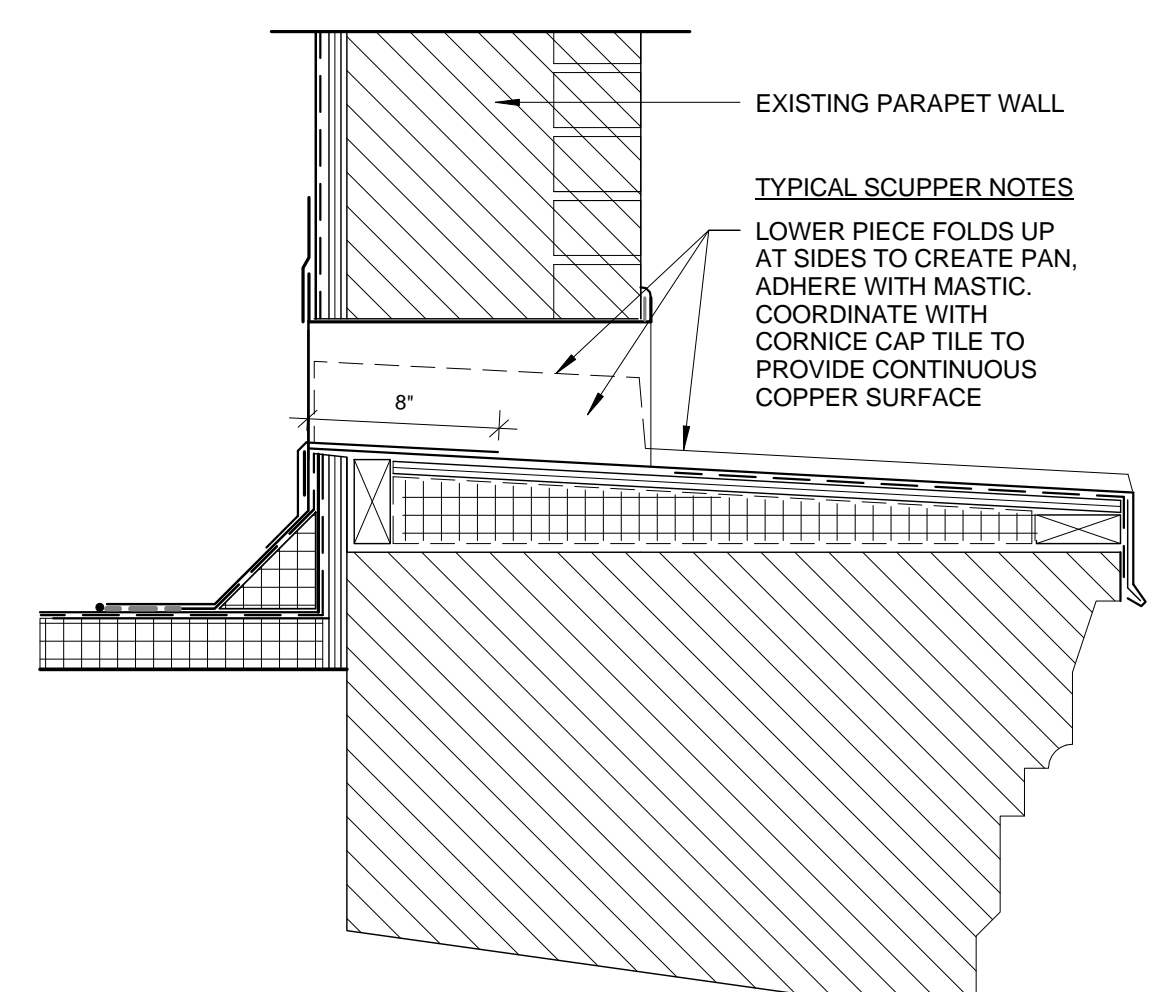 EXISTING PARAPET WALL
TYPICAL SCUPPER NOTES
LOWER PIECE FOLDS UP
AT SIDES TO CREATE PAN,
ADHERE WITH MASTIC.
COORDINATE WITH
CORNICE CAP TILE TO
PROVIDE CONTINUOUS
COPPER SURFACE
8"